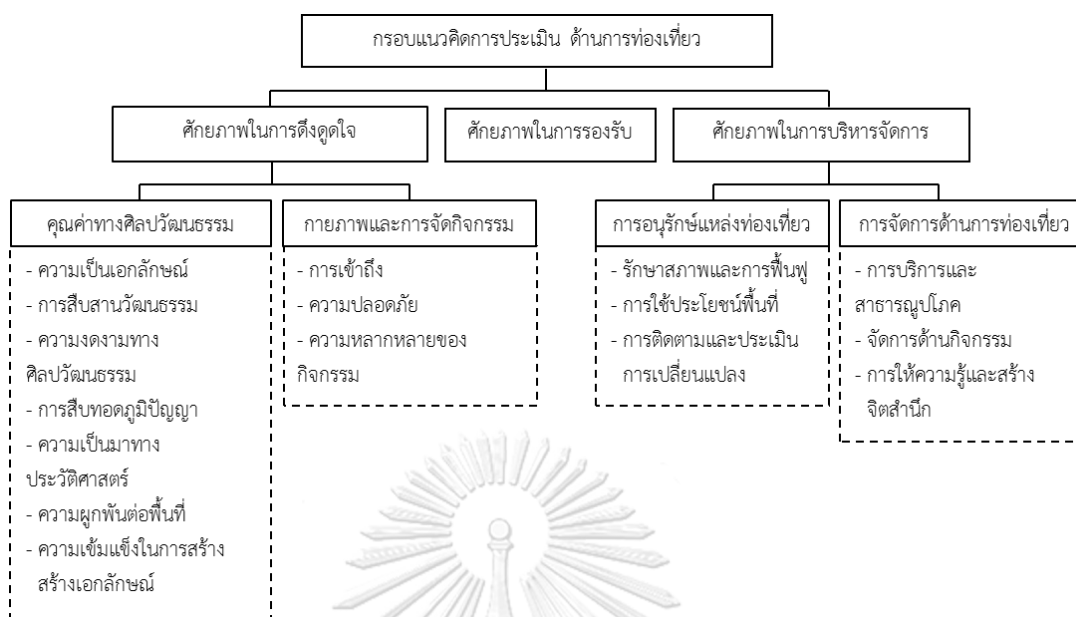 กรอบแนวคิดการประเมิน ด้านการท่องเที่ยว
ศักยภาพในการดึงดูดใจ
ศักยภาพในการรองรับ
ศักยภาพในการบริหารจัดการ
คุณค่าทางศิลปวัฒนธรรม
- ความเป็นเอกลักษณ์
- การสืบสานวัฒนธรรม
- ความงดงามทาง
ศิลปวัฒนธรรม
- การสืบทอดภูมิปัญญา
- ความเป็นมาทาง
ประวัติศาสตร์
- ความผูกพันต่อพื้นที่
- ความเข้มแข็งในการสร้าง
สร้างเอกลักษณ์
กายภาพและการจัดกิจกรรม
- การเข้าถึง
- ความปลอดภัย
- ความหลากหลายของ
กิจกรรม
การอนุรักษ์แหล่งท่องเที่ยว
- รักษาสภาพและการฟื้นฟู
- การใช้ประโยชน์พื้นที่
- การติดตามและประเมิน
การเปลี่ยนแปลง
การจัดการด้านการท่องเที่ยว
- การบริการและ
สาธารณูปโภค
- จัดการด้านกิจกรรม
- การให้ความรู้และสร้าง
จิตสำนึก